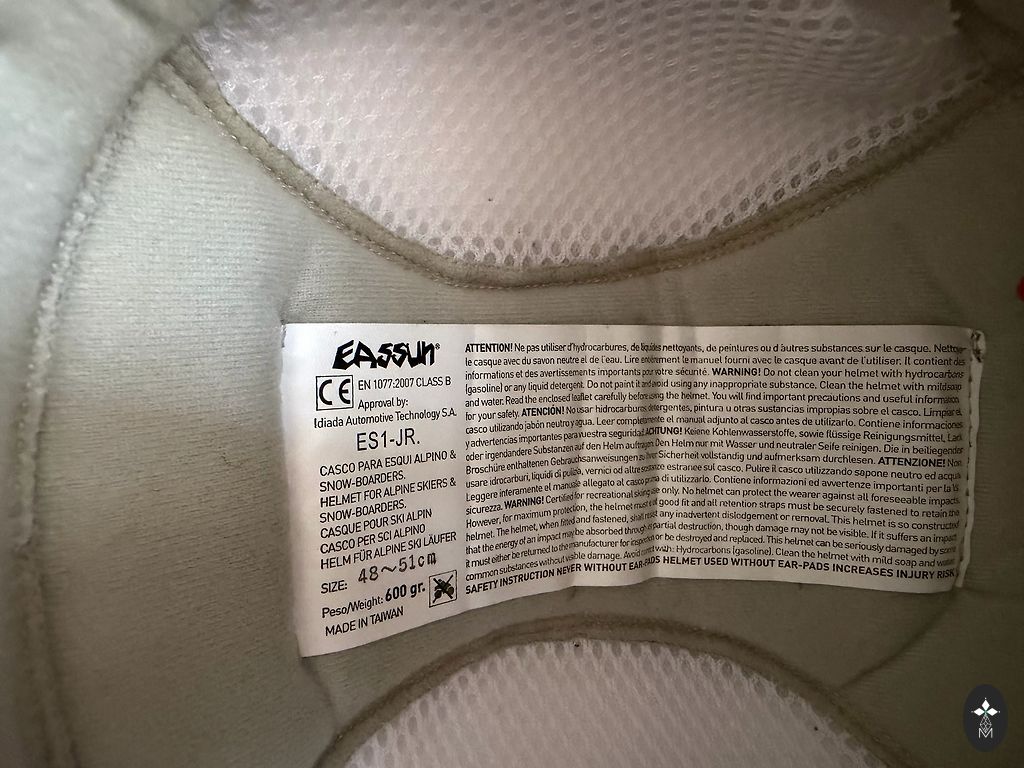 EASSUN®
CE EN 1077:2007 CLASS B
Approval by:
Idiada Automotive Technology S.A.
ES1-JR.
CASCO PARA ESQUI ALPINO &
SNOW-BOARDERS.
HELMET FOR ALPINE SKIERS &
SNOW-BOARDERS.
CASQUE POUR SKI ALPIN
CASCO PER SCI ALPINO
HELM FÜR ALPINE SKI LÄUFER
SIZE: 48~51cm
Peso/Weight: 600 gr.
MADE IN TAIWAN
ATTENTION! Ne pas utiliser d'hydrocarbures, de liquides nettoyants, de peintures ou d'autres substances sur le casque. Nettoyer
le casque avec du savon neutre et de l'eau. Lire entièrement le manuel fourni avec le casque avant de l'utiliser. Il contient des
informations et des avertissements importants pour votre sécurité. WARNING! Do not clean your helmet with hydrocarbons
(gasoline) or any liquid detergent. Do not paint it and avoid using any inappropriate substance. Clean the helmet with mild soap
and water. Read the enclosed leaflet carefully before using the helmet. You will find important precautions and useful information
for your safety. ATENCIÓN! No usar hidrocarburos, detergentes, pintura u otras sustancias impropias sobre el casco. Limpiar el
casco utilizando jabón neutro y agua. Leer completamente el manual adjunto al casco antes de utilizarlo. Contiene informaciones
y advertencias importantes para vuestra seguridad. ACHTUNG! Keiene Kohlenwasserstoffe, sowie flüssige Reinigungsmittel, Lack
oder irgendandere Substanzen auf den Helm auftragen. Den Helm nur mit Wasser und neutraler Seife reinigen. Die in beiliegender
Broschüre enthaltenen Gebrauchsanweisungen zu Ihrer Sicherheit vollständig und aufmerksam durchlesen. ATTENZIONE! Non
usare idrocarburi, liquidi di pulizia, vernici od altre sostanze estranee sul casco. Pulire il casco utilizzando sapone neutro ed acqua.
Leggere interamente el manuale allegato al casco prima di utilizarlo. Contiene informazioni ed avvertenze importanti per la Vs.
sicurezza. WARNING! Certified for recreational skiing use only. No helmet can protect the wearer against all foreseeable impacts.
However, for maximum protection, the helmet must be of good fit and all retention straps must be securely fastened to retain the
helmet. The helmet, when fitted and fastened, shall resist any inadvertent dislodgement or removal. This helmet is so constructed
that the energy of an impact may be absorbed through partial destruction, though damage may not be visible. If it suffers an impact
it must either be returned to the manufacturer for inspection or be destroyed and replaced. This helmet can be seriously damaged by some
common substances without visible damage. Avoid contact with: Hydrocarbons (gasoline). Clean the helmet with mild soap and water.
SAFETY INSTRUCTION NEVER WITHOUT EAR-PADS HELMET USED WITHOUT EAR-PADS INCREASES INJURY RISK
M